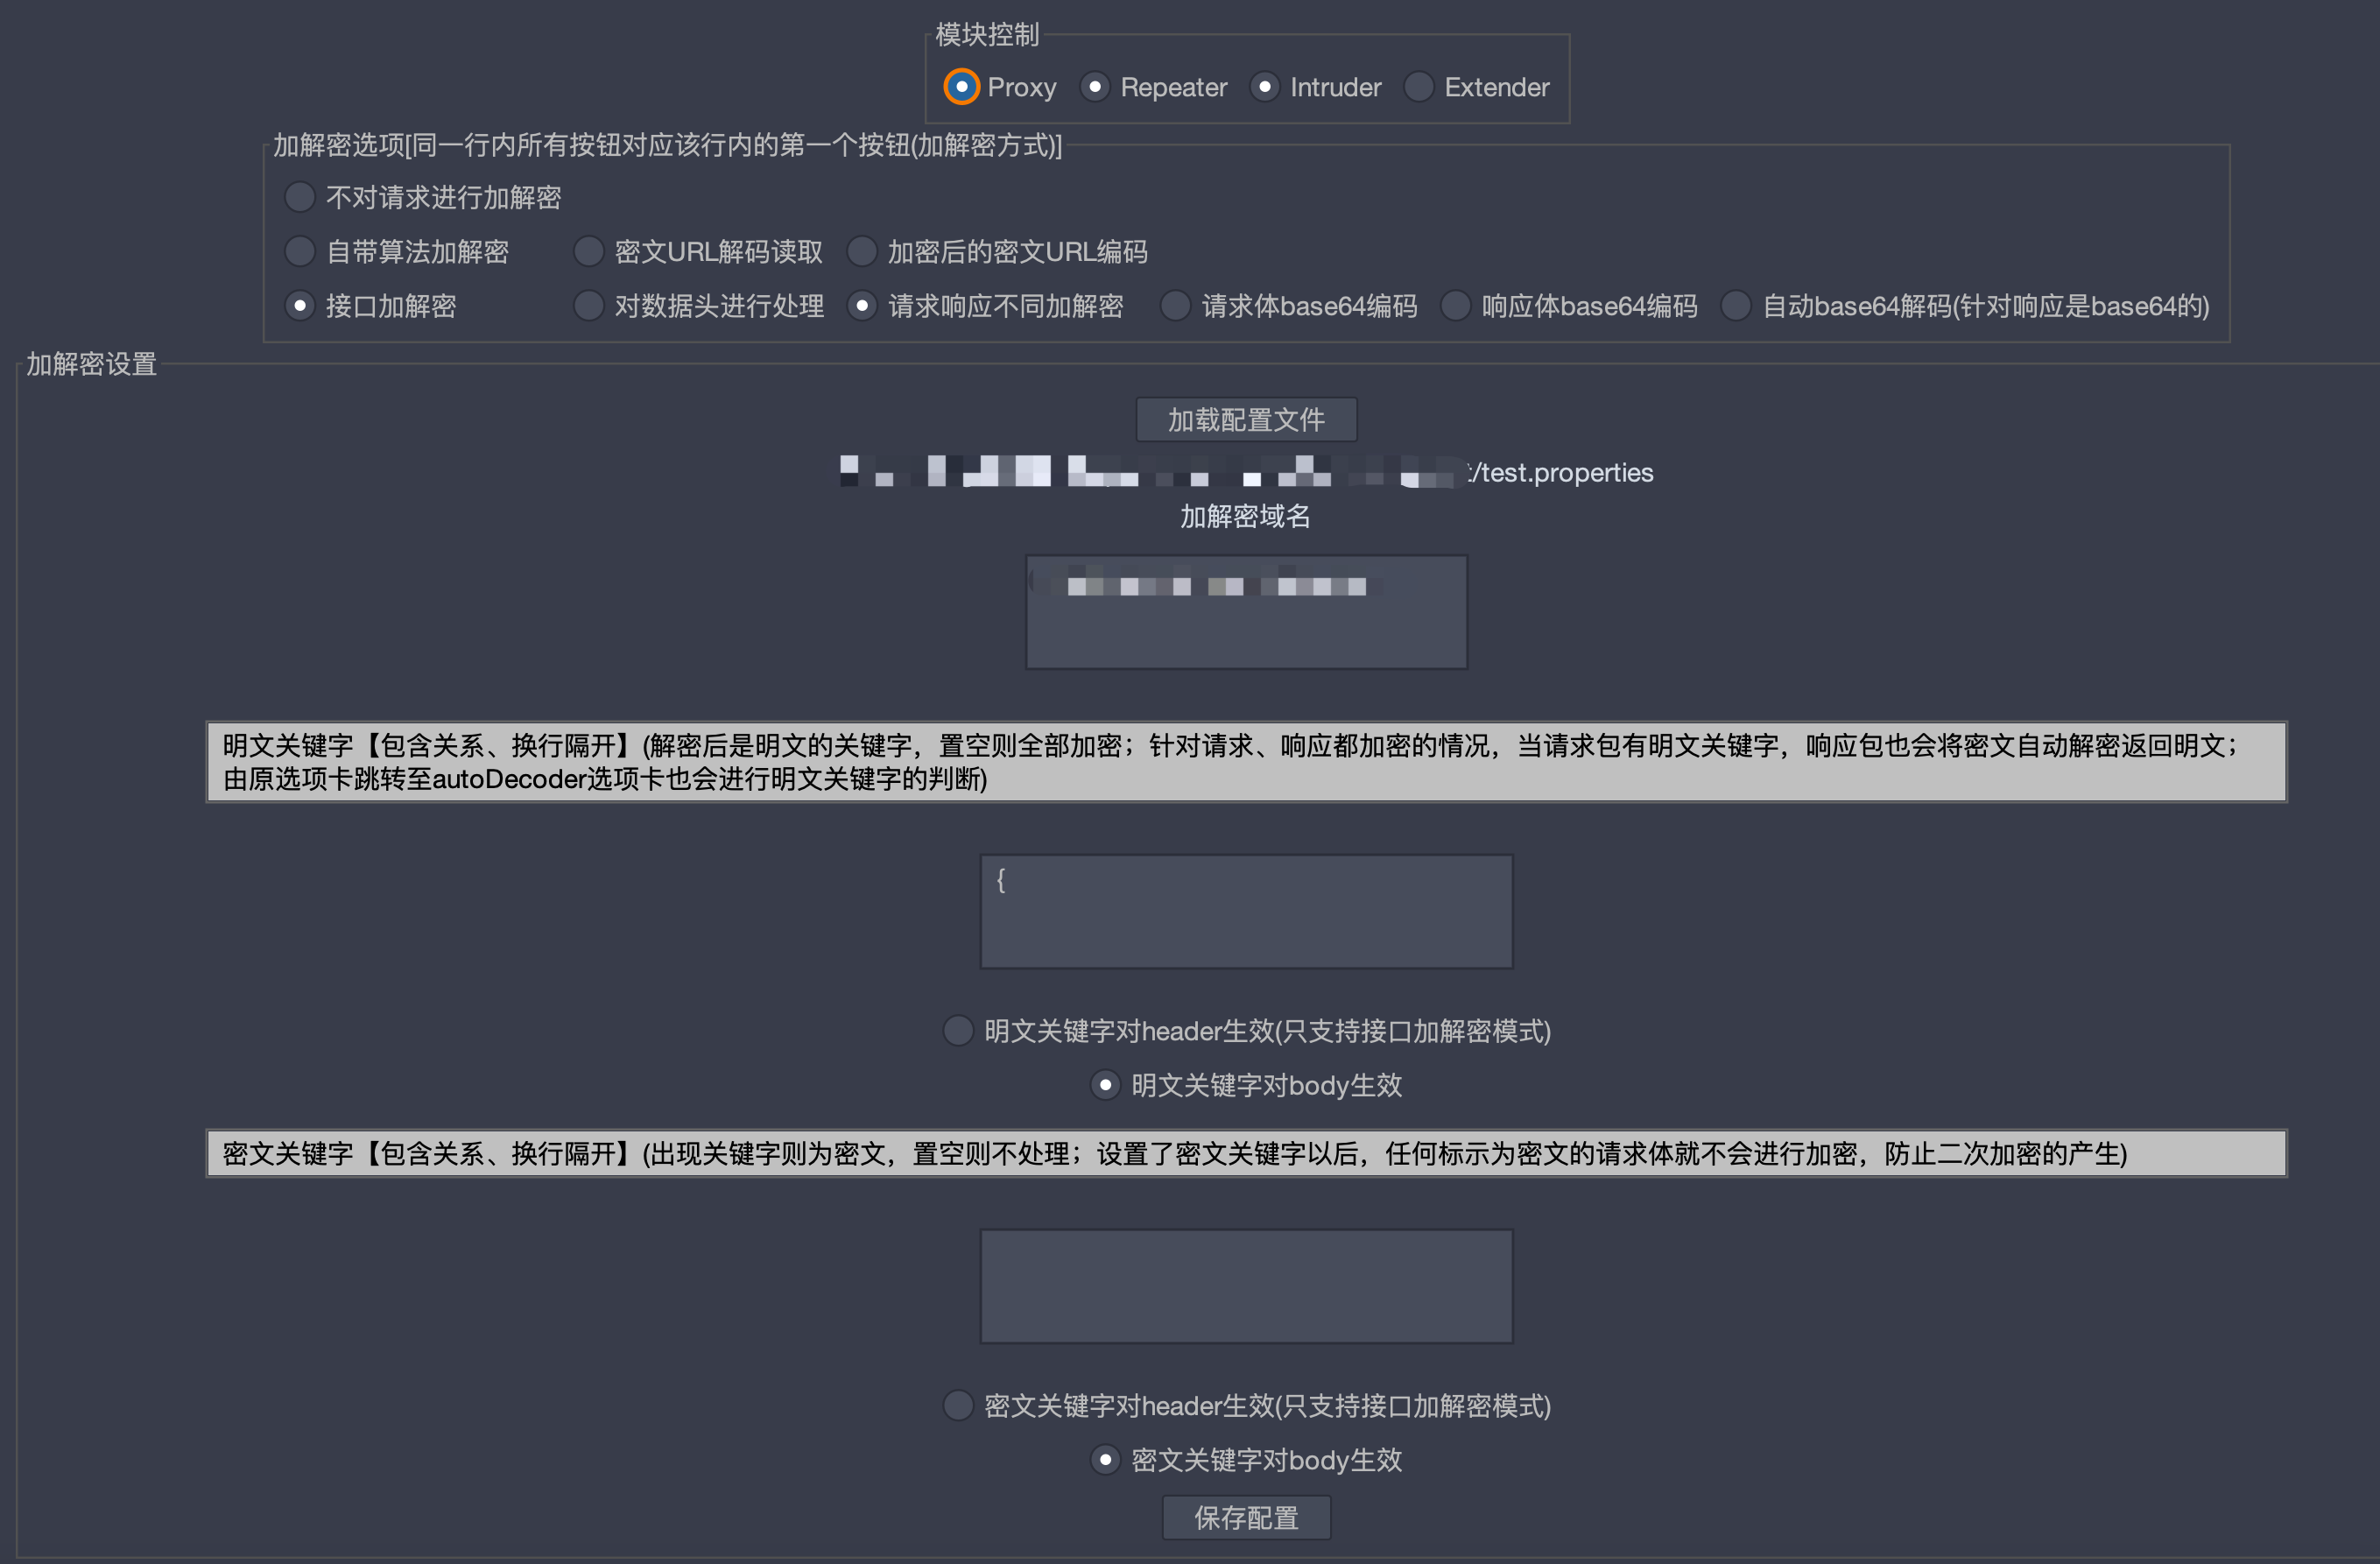 模块控制
Proxy Repeater Intruder Extender
加解密选项[同一行内所有按钮对应该行内的第一个按钮(加解密方式)]
不对请求进行加解密
自带算法加解密 密文URL解码读取 加密后的密文URL编码
接口加解密 对数据头进行处理 请求响应不同加解密 请求体base64编码 响应体base64编码 自动base64解码(针对响应是base64的)
加解密设置
加载配置文件
/test.properties
加解密域名
明文关键字【包含关系、换行隔开】(解密后是明文的关键字，置空则全部加密；针对请求、响应都加密的情况，当请求包有明文关键字，响应包也会将密文自动解密返回明文；
由原选项卡跳转至autoDecoder选项卡也会进行明文关键字的判断)
{
明文关键字对header生效(只支持接口加解密模式)
明文关键字对body生效
密文关键字【包含关系、换行隔开】(出现关键字则为密文，置空则不处理；设置了密文关键字以后，任何标示为密文的请求体就不会进行加密，防止二次加密的产生)
密文关键字对header生效(只支持接口加解密模式)
密文关键字对body生效
保存配置